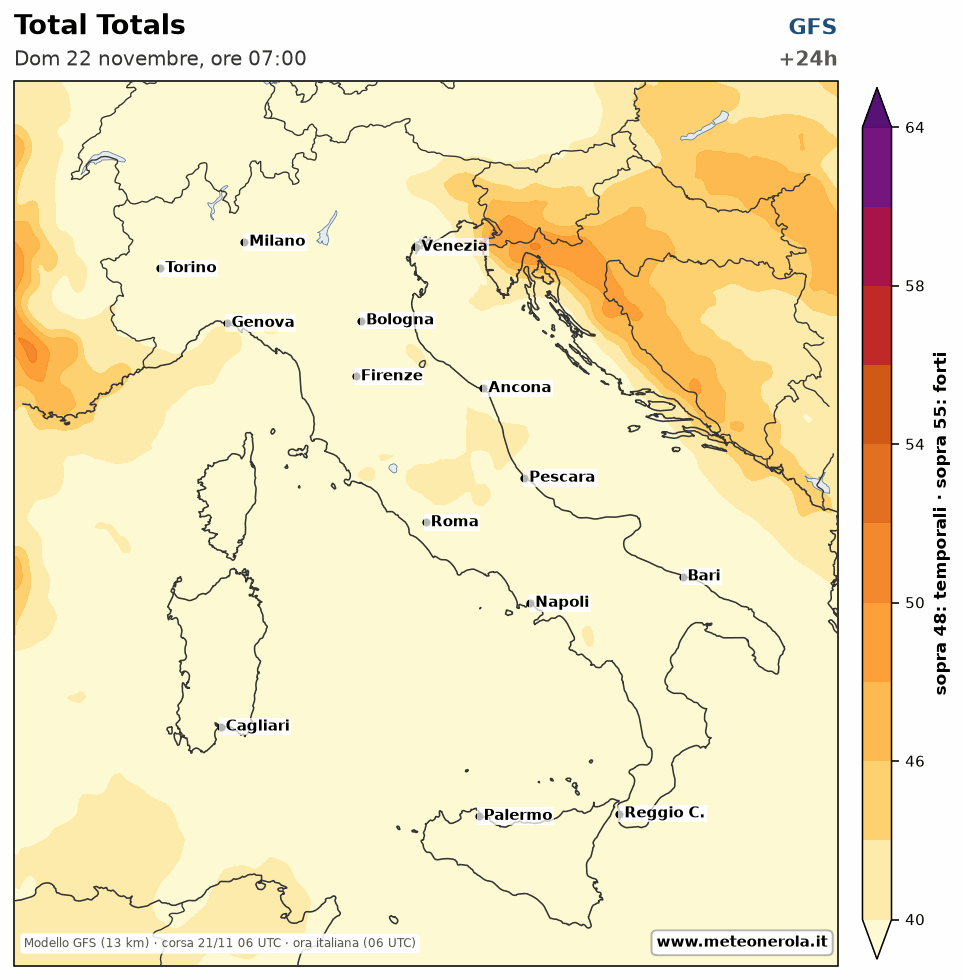 Total Totals
GFS
Dom 22 novembre, ore 07:00
+24h
Milano
Venezia
Torino
Genova
Bologna
Firenze
Ancona
Pescara
Roma
Bari
Napoli
Cagliari
Palermo
Reggio C.
64
58
54
50
46
40
sopra 48: temporali · sopra 55: forti
Modello GFS (13 km) · corsa 21/11 06 UTC · ora italiana (06 UTC)
www.meteonerola.it